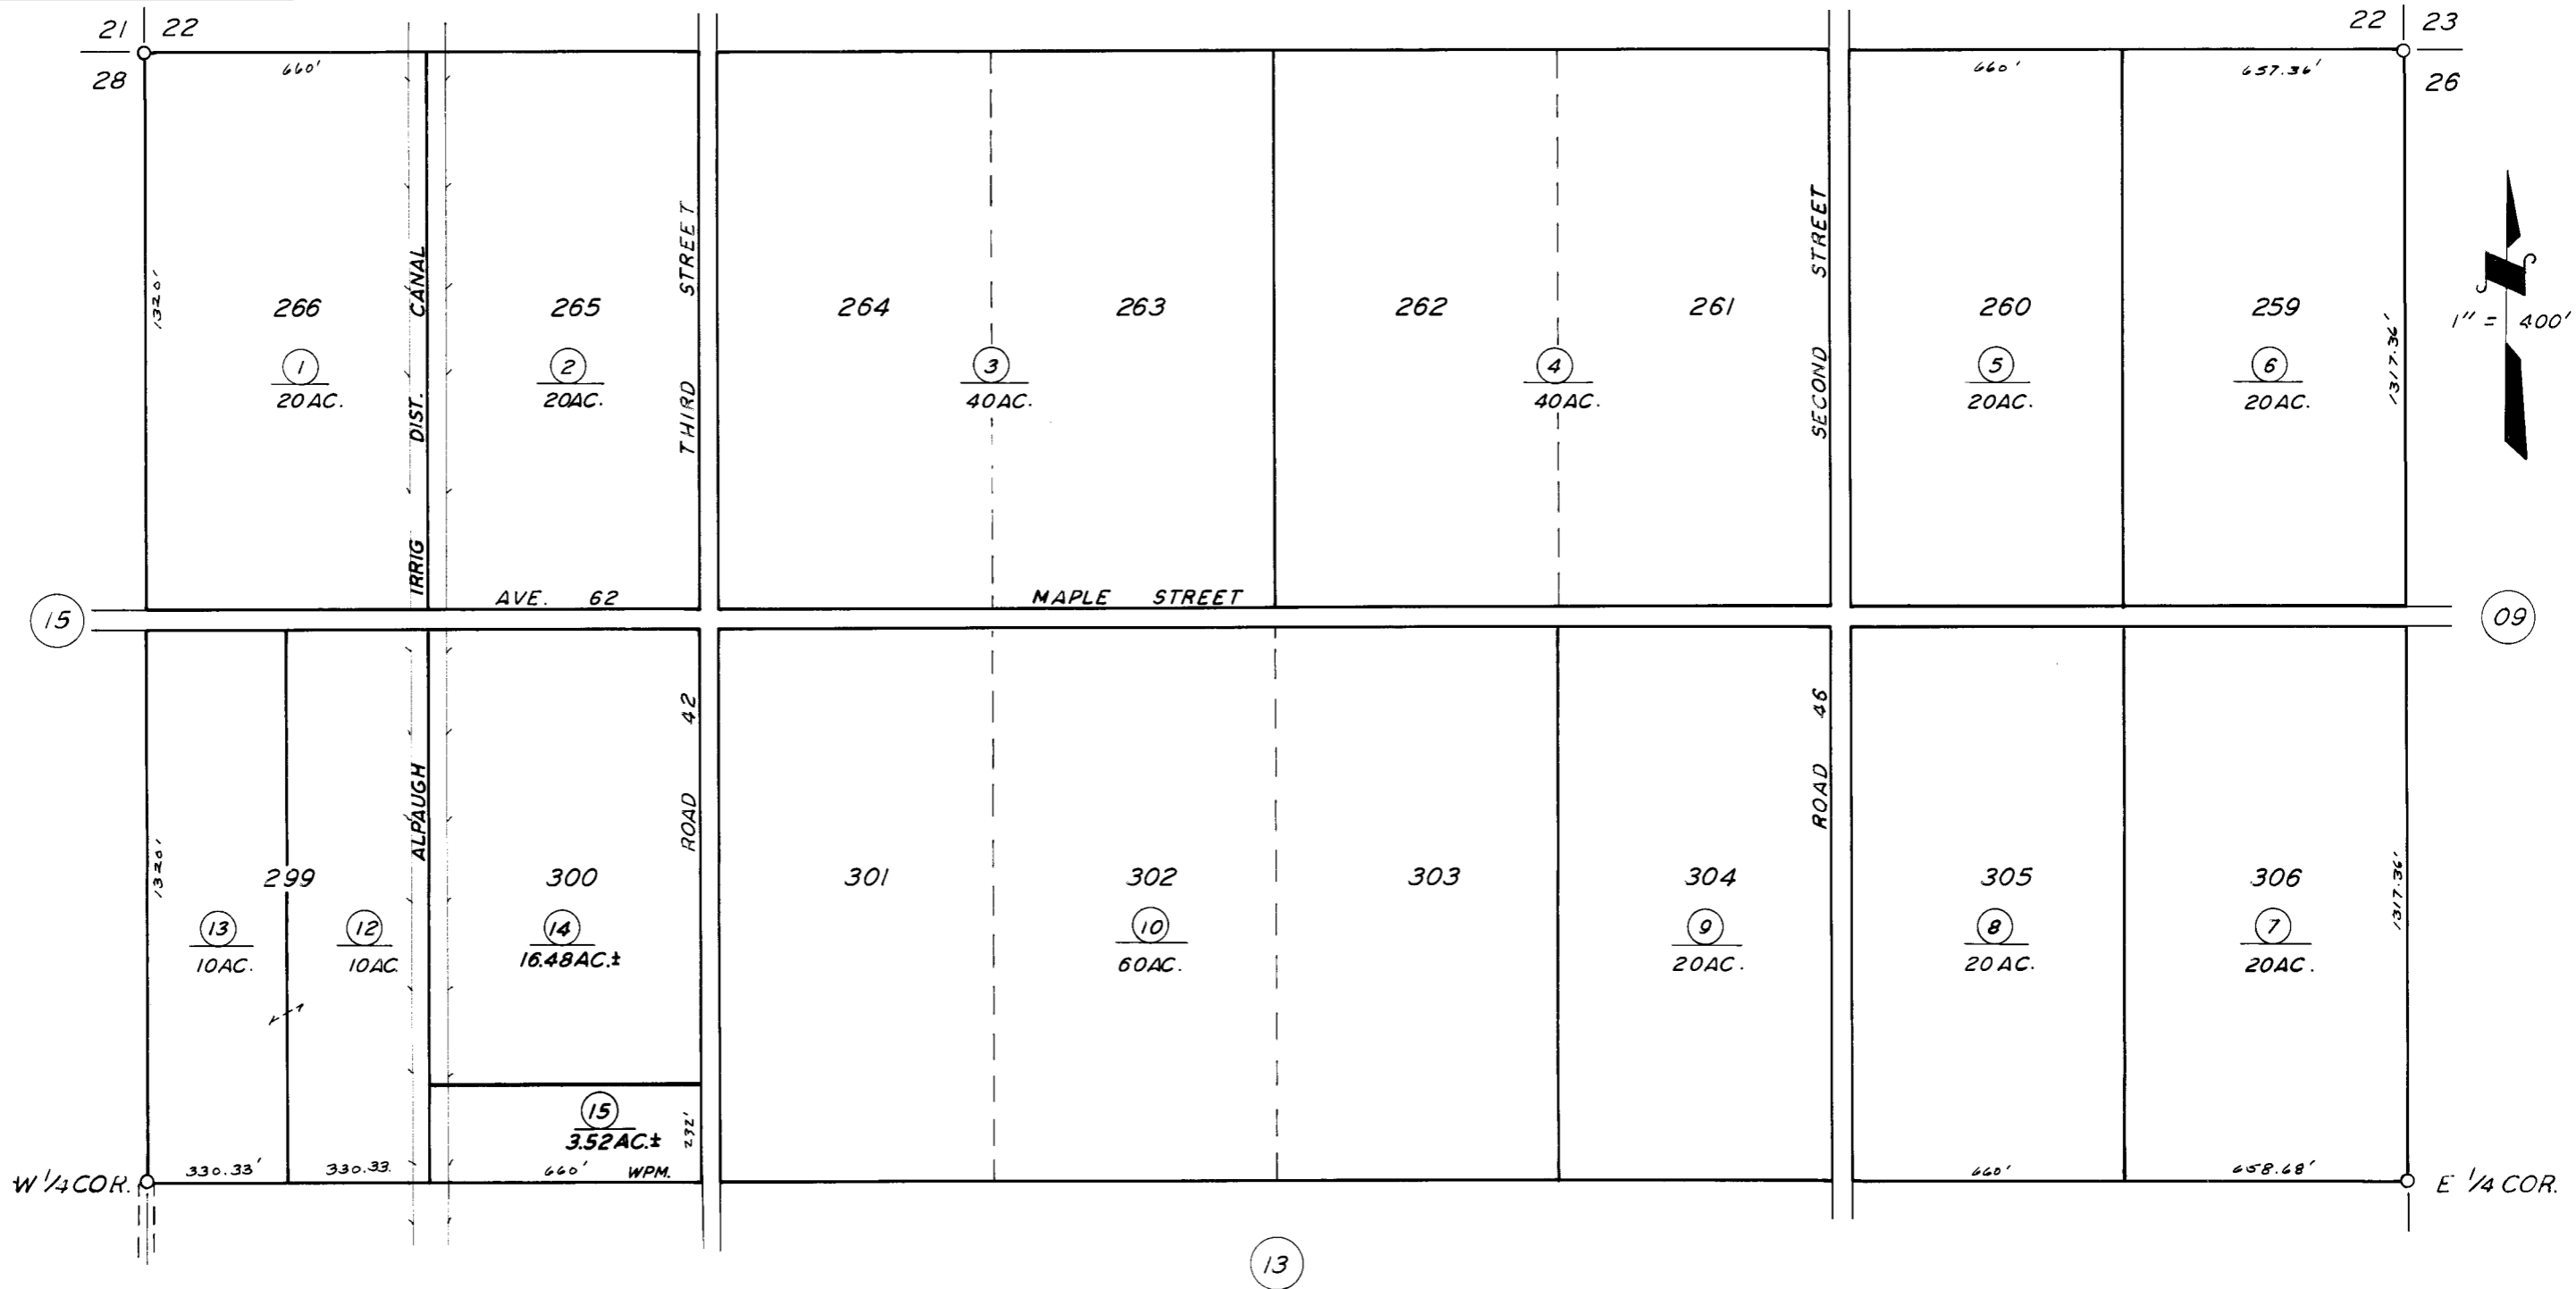 21 22
22 23
28
26
660'
660'
657.36'
1320'
IRRIG DIST. CANAL
THIRD STREET
SECOND STREET
1317.36'
1" = 400'
266
265
264
263
262
261
260
259
1
20AC.
2
20AC.
3
40AC.
4
40AC.
5
20AC.
6
20AC.
AVE. 62
MAPLE STREET
15
09
1320'
ALPAUGH
ROAD 42
ROAD 46
1317.36'
299
300
301
302
303
304
305
306
13
10AC.
12
10AC.
14
16.48AC.±
10
60AC.
9
20AC.
8
20AC.
7
20AC.
15
3.52AC.±
232'
330.33'
330.33
660' WPM.
660'
658.68'
W 1/4 COR.
E 1/4 COR.
13